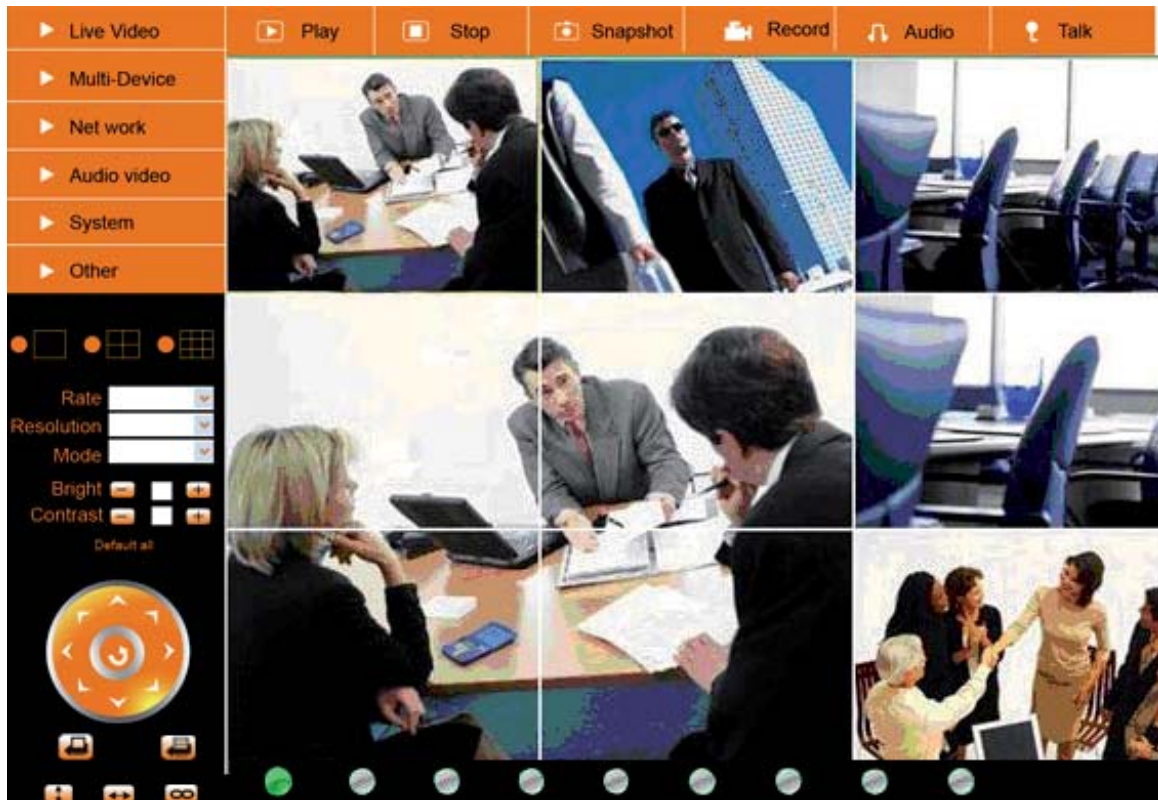 Live Video
Play
Stop
Snapshot
Record
Audio
Talk
Multi-Device
Net work
Audio video
System
Other
Rate
Resolution
Mode
Bright
Contrast
Default all